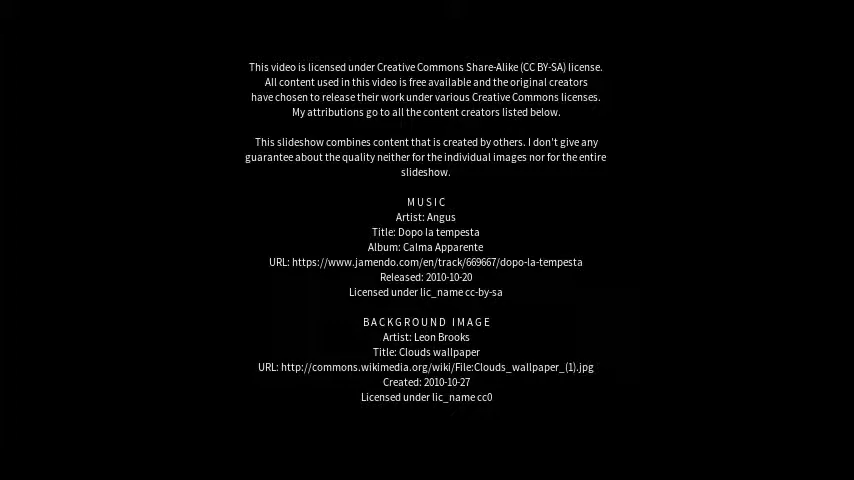 This video is licensed under Creative Commons Share-Alike (CC BY-SA) license.
All content used in this video is free available and the original creators
have chosen to release their work under various Creative Commons licenses.
My attributions go to all the content creators listed below.
This slideshow combines content that is created by others. I don't give any
guarantee about the quality neither for the individual images nor for the entire
slideshow.
MUSIC
Artist: Angus
Title: Dopo la tempesta
Album: Calma Apparente
URL: https://www.jamendo.com/en/track/669667/dopo-la-tempesta
Released: 2010-10-20
Licensed under lic_name cc-by-sa
BACKGROUND IMAGE
Artist: Leon Brooks
Title: Clouds wallpaper
URL: http://commons.wikimedia.org/wiki/File:Clouds_wallpaper_(1).jpg
Created: 2010-10-27
Licensed under lic_name cc0